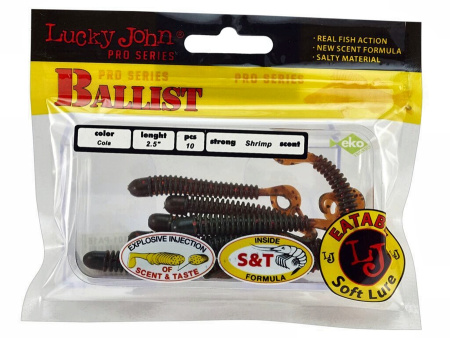 Lucky John®
PRO SERIES
• REAL FISH ACTION
• NEW SCENT FORMULA
• SALTY MATERIAL
PRO SERIES
PRO SERIES
BALLIST
color
Cola
lenght
2.5"
pcs
10
strong Shrimp scent
eko
EXPLOSIVE INJECTION
OF
SCENT & TASTE
INSIDE
S&T
FORMULA
EATABLE
LJ
LJ
LJ
Soft Lure